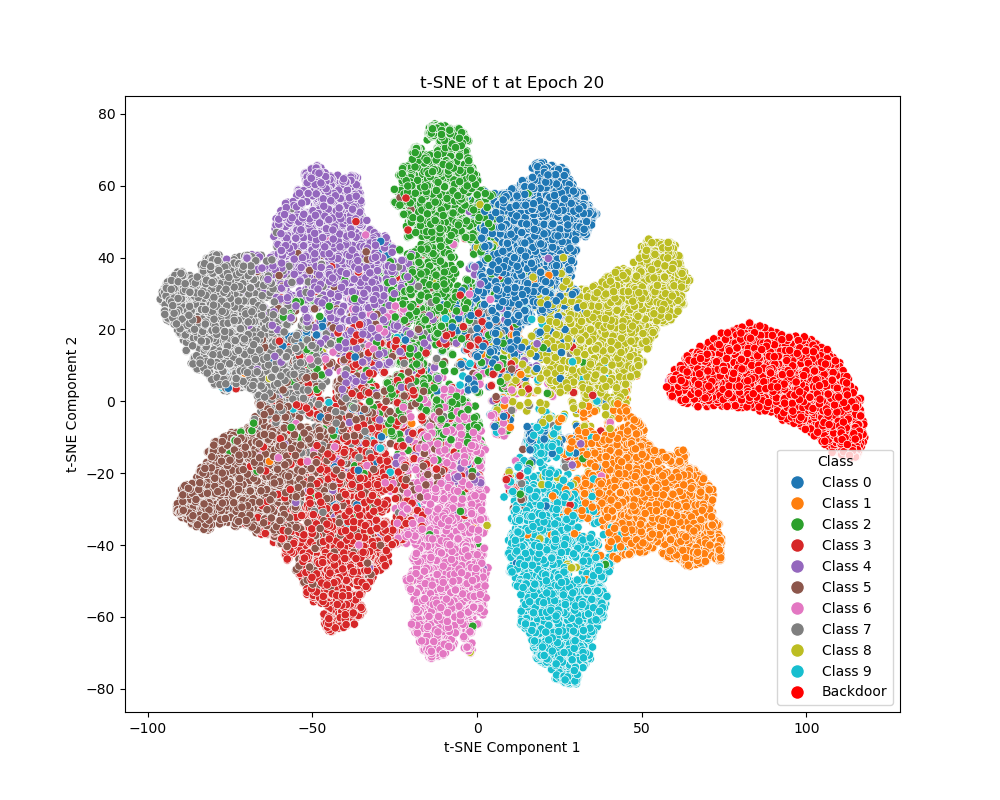 t-SNE of t at Epoch 20
t-SNE Component 2
80
60
40
20
0
−20
−40
−60
−80
−100
−50
0
50
100
t-SNE Component 1
Class
Class 0
Class 1
Class 2
Class 3
Class 4
Class 5
Class 6
Class 7
Class 8
Class 9
Backdoor